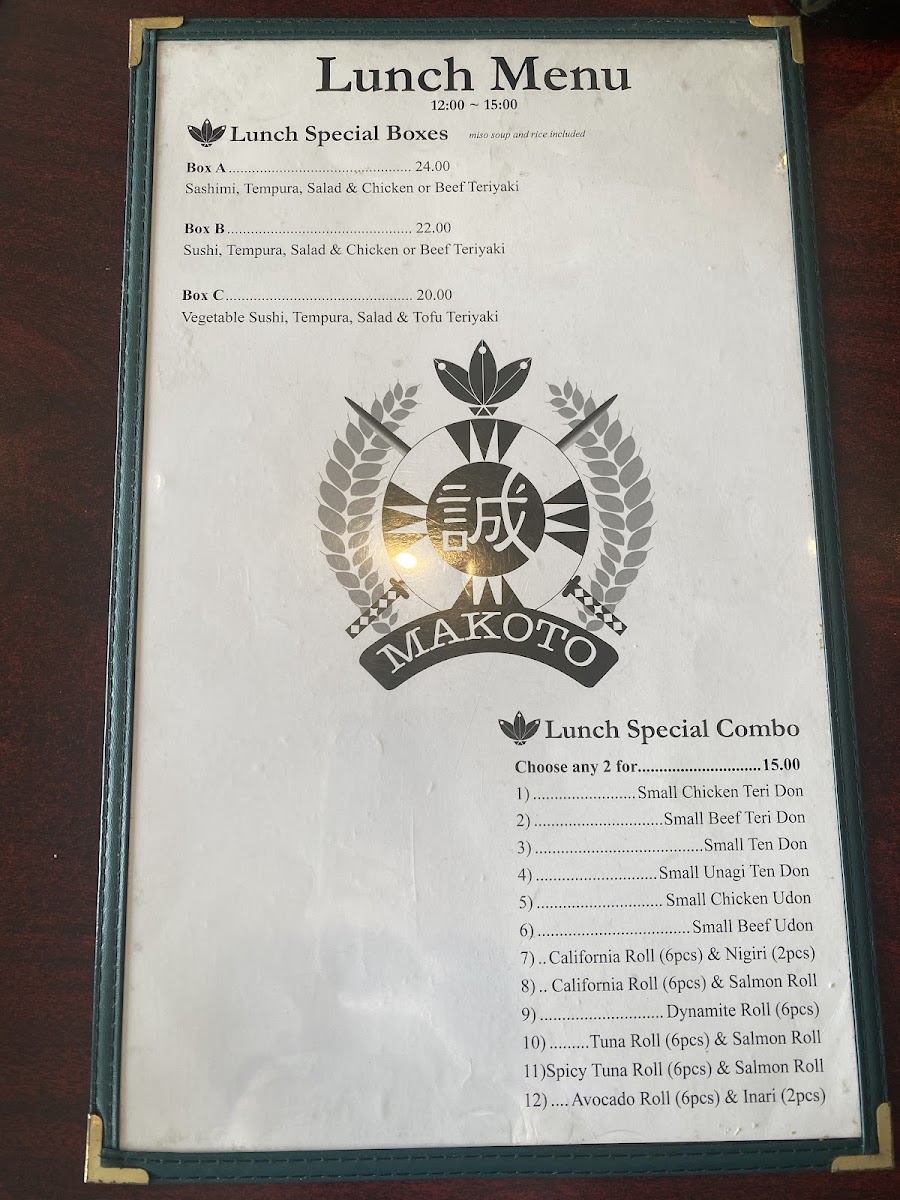 Lunch Menu
12:00 ~ 15:00
Lunch Special Boxes miso soup and rice included
Box A.............................................. 24.00
Sashimi, Tempura, Salad & Chicken or Beef Teriyaki
Box B............................................... 22.00
Sushi, Tempura, Salad & Chicken or Beef Teriyaki
Box C............................................... 20.00
Vegetable Sushi, Tempura, Salad & Tofu Teriyaki
誠
MAKOTO
Lunch Special Combo
Choose any 2 for..............................15.00
1).........................Small Chicken Teri Don
2)...............................Small Beef Teri Don
3).........................................Small Ten Don
4).............................Small Unagi Ten Don
5)............................... Small Chicken Udon
6)..................................... Small Beef Udon
7)..California Roll (6pcs) & Nigiri (2pcs)
8).. California Roll (6pcs) & Salmon Roll
9)..............................Dynamite Roll (6pcs)
10).........Tuna Roll (6pcs) & Salmon Roll
11)Spicy Tuna Roll (6pcs) & Salmon Roll
12).... Avocado Roll (6pcs) & Inari (2pcs)